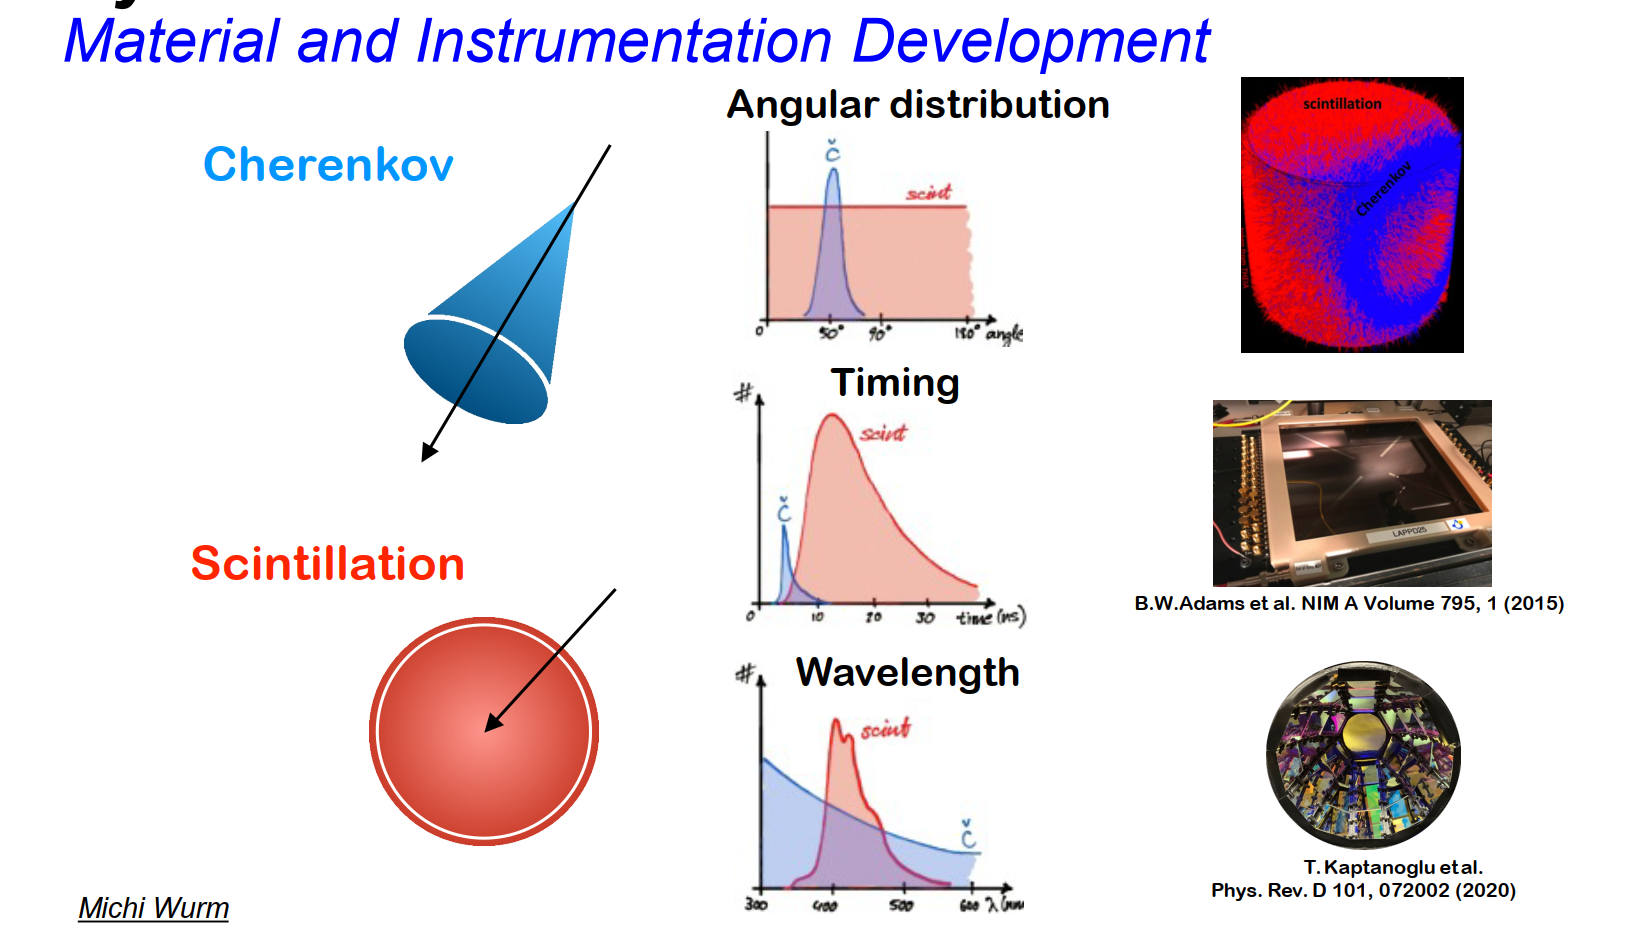 Material and Instrumentation Development
Cherenkov
Scintillation
Michi Wurm
Angular distribution
Č
scint
0
50°
90°
180° angle
Timing
#
Č
scint
0
10
20
30
time (ns)
Wavelength
#
scint
Č
300
400
500
600
scintillation
Cherenkov
LAPPD25
B.W.Adams et al. NIM A Volume 795, 1 (2015)
T. Kaptanoglu et al.
Phys. Rev. D 101, 072002 (2020)